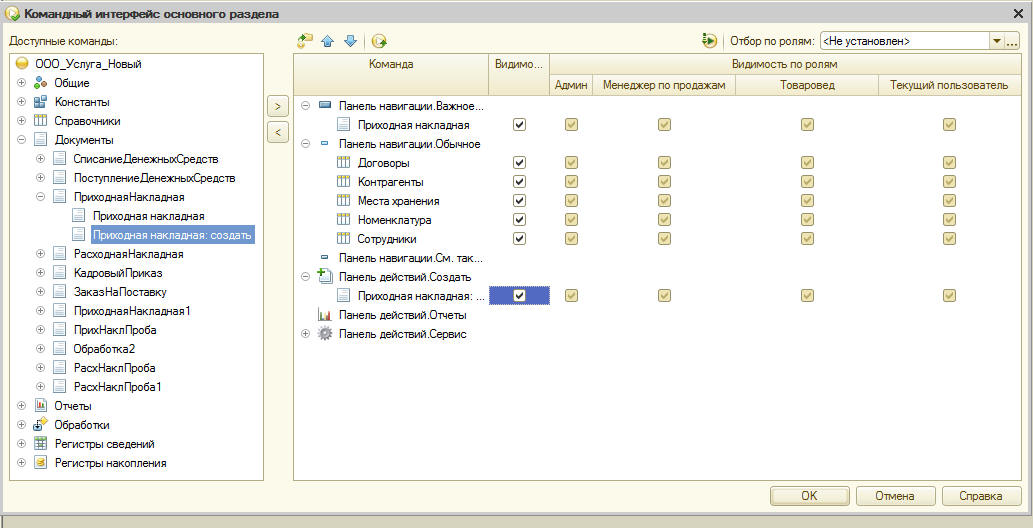 Командный интерфейс основного раздела
Доступные команды:
Отбор по ролям: <Не установлен>
ООО_Услуга_Новый
Общие
Константы
Справочники
Документы
СписаниеДенежныхСредств
ПоступлениеДенежныхСредств
ПриходнаяНакладная
Приходная накладная
Приходная накладная: создать
РасходнаяНакладная
КадровыйПриказ
ЗаказНаПоставку
ПриходнаяНакладная1
ПрихНаклПроба
Обработка2
РасхНаклПроба
РасхНаклПроба1
Отчеты
Обработки
Регистры сведений
Регистры накопления
>
<
Команда
Видимо...
Видимость по ролям
Админ
Менеджер по продажам
Товаровед
Текущий пользователь
Панель навигации.Важное...
Приходная накладная
Панель навигации.Обычное
Договоры
Контрагенты
Места хранения
Номенклатура
Сотрудники
Панель навигации.См. так...
Панель действий.Создать
Приходная накладная: ...
Панель действий.Отчеты
Панель действий.Сервис
OK
Отмена
Справка